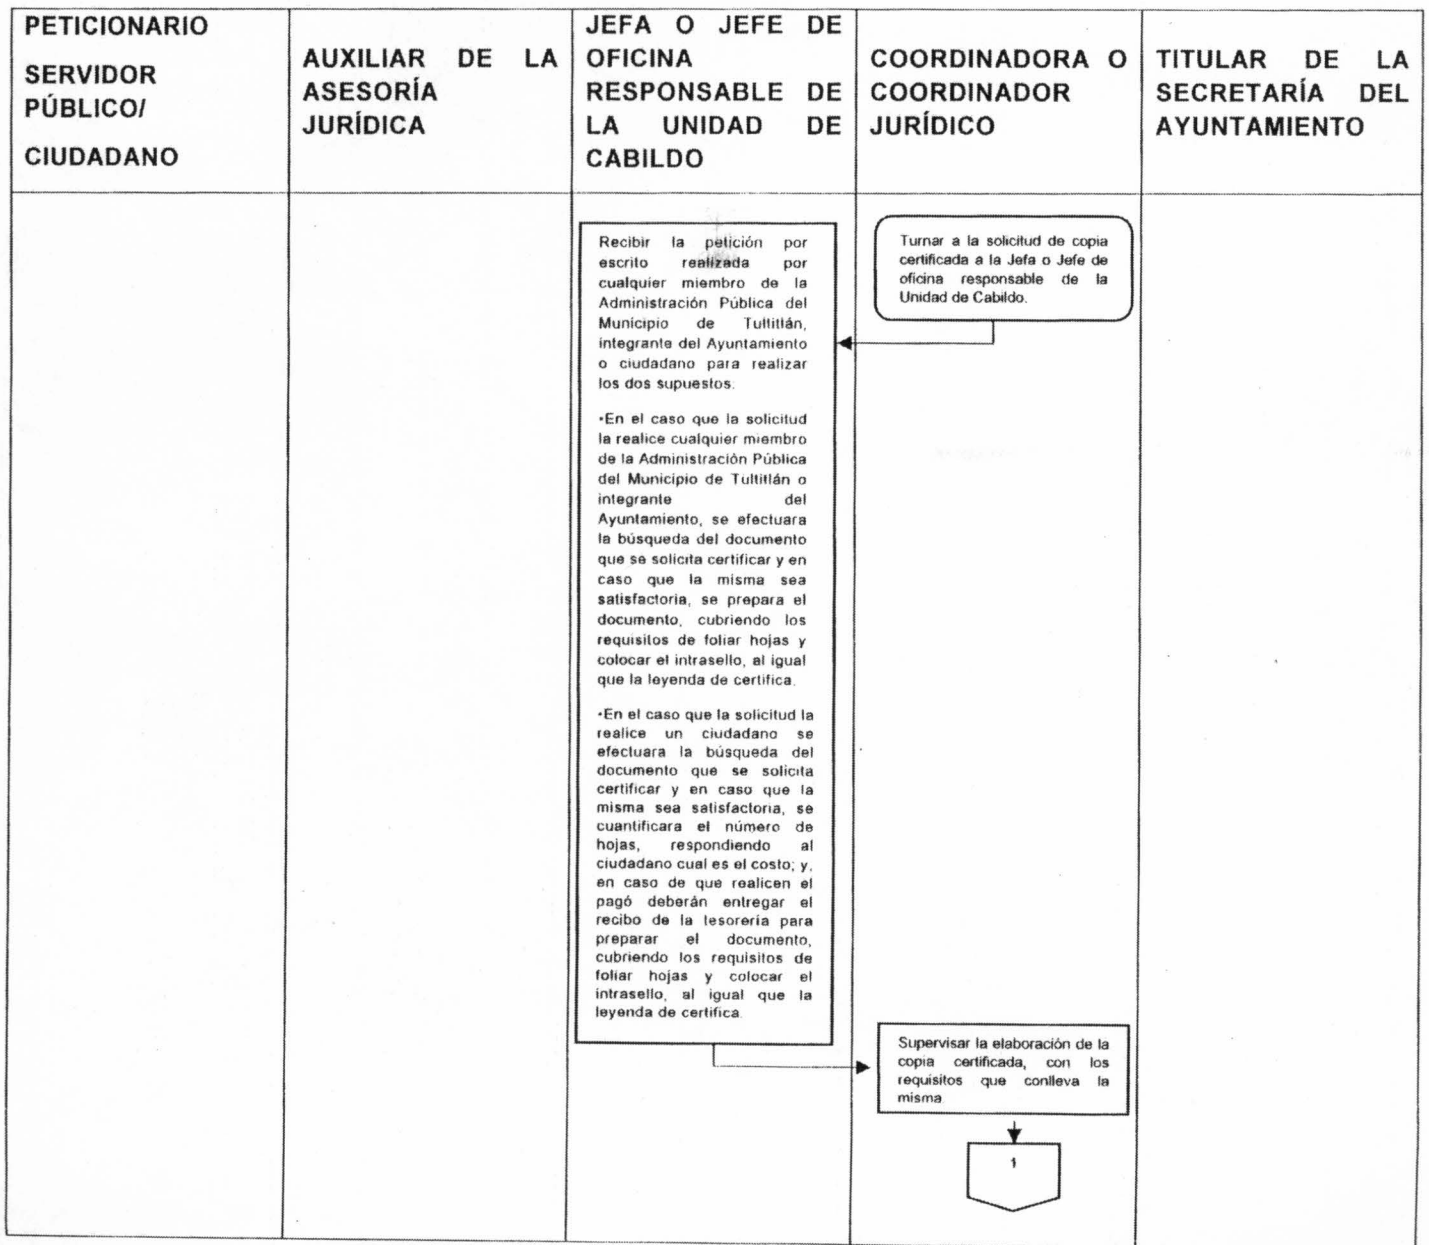 PETICIONARIO
SERVIDOR
PÚBLICO/
CIUDADANO
AUXILIAR DE LA
ASESORÍA
JURÍDICA
JEFA O JEFE DE
OFICINA
RESPONSABLE DE
LA UNIDAD DE
CABILDO
COORDINADORA O
COORDINADOR
JURÍDICO
TITULAR DE LA
SECRETARÍA DEL
AYUNTAMIENTO
Turnar a la solicitud de copia
certificada a la Jefa o Jefe de
oficina responsable de la
Unidad de Cabildo.
Recibir la petición por
escrito realizada por
cualquier miembro de la
Administración Pública del
Municipio de Tultitlán,
integrante del Ayuntamiento
o ciudadano para realizar
los dos supuestos.
•En el caso que la solicitud
la realice cualquier miembro
de la Administración Pública
del Municipio de Tultitlán o
integrante del
Ayuntamiento, se efectuara
la búsqueda del documento
que se solicita certificar y en
caso que la misma sea
satisfactoria, se prepara el
documento, cubriendo los
requisitos de foliar hojas y
colocar el intrasello, al igual
que la leyenda de certifica.
•En el caso que la solicitud la
realice un ciudadano se
efectuara la búsqueda del
documento que se solicita
certificar y en caso que la
misma sea satisfactoria, se
cuantificara el número de
hojas, respondiendo al
ciudadano cual es el costo; y,
en caso de que realicen el
pagó deberán entregar el
recibo de la tesorería para
preparar el documento,
cubriendo los requisitos de
foliar hojas y colocar el
intrasello, al igual que la
leyenda de certifica.
Supervisar la elaboración de la
copia certificada, con los
requisitos que conlleva la
misma
1